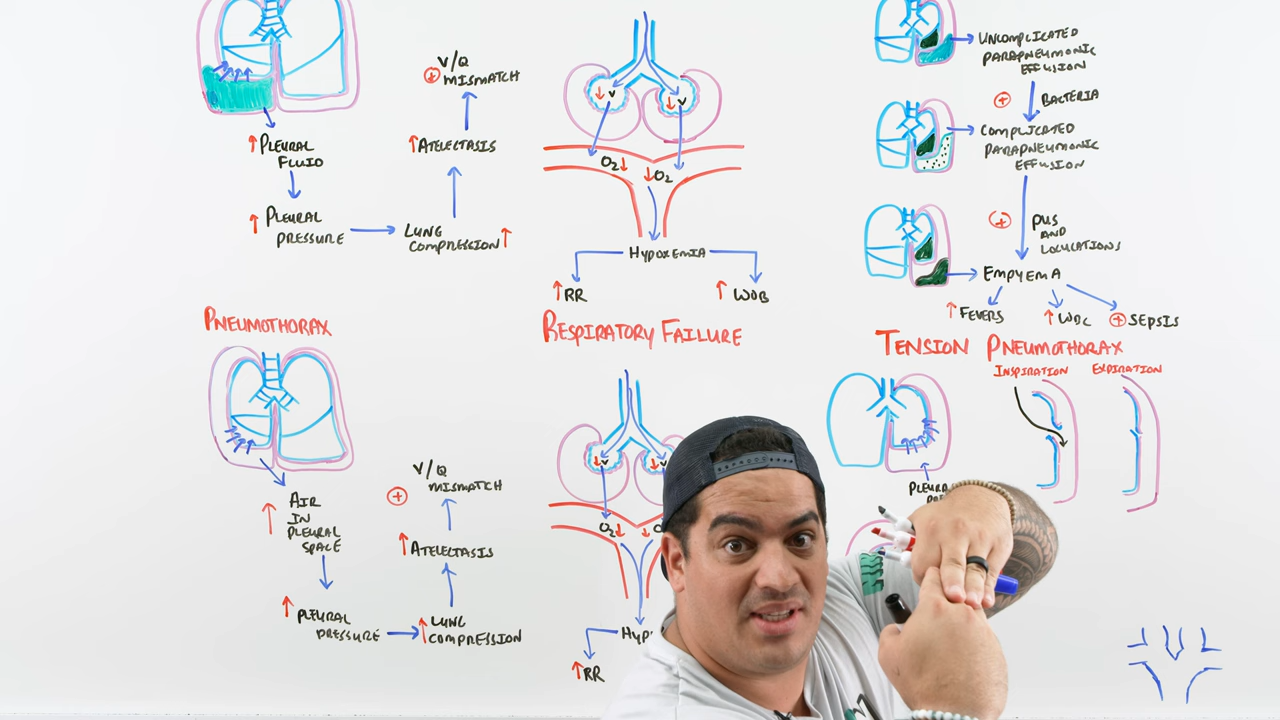 V/Q
+ MISMATCH
↑ATELECTASIS
↑PLEURAL
FLUID
↑PLEURAL
PRESSURE
LUNG
COMPRESSION↑
↓V
↓V
O2↓
↓O2
HYPOXEMIA
↑RR
↑WOB
RESPIRATORY FAILURE
UNCOMPLICATED
PARAPNEUMONIC
EFFUSION
+ BACTERIA
COMPLICATED
PARAPNEUMONIC
EFFUSION
+ PUS
AND
LOCULATIONS
EMPYEMA
↑FEVERS
↑WBC
+ SEPSIS
PNEUMOTHORAX
↑AIR
IN
PLEURAL
SPACE
↑PLEURAL
PRESSURE
↑LUNG
COMPRESSION
↑ATELECTASIS
+ V/Q
MISMATCH
↓V
↓V
O2↓
↑RR
TENSION PNEUMOTHORAX
INSPIRATION
EXPIRATION